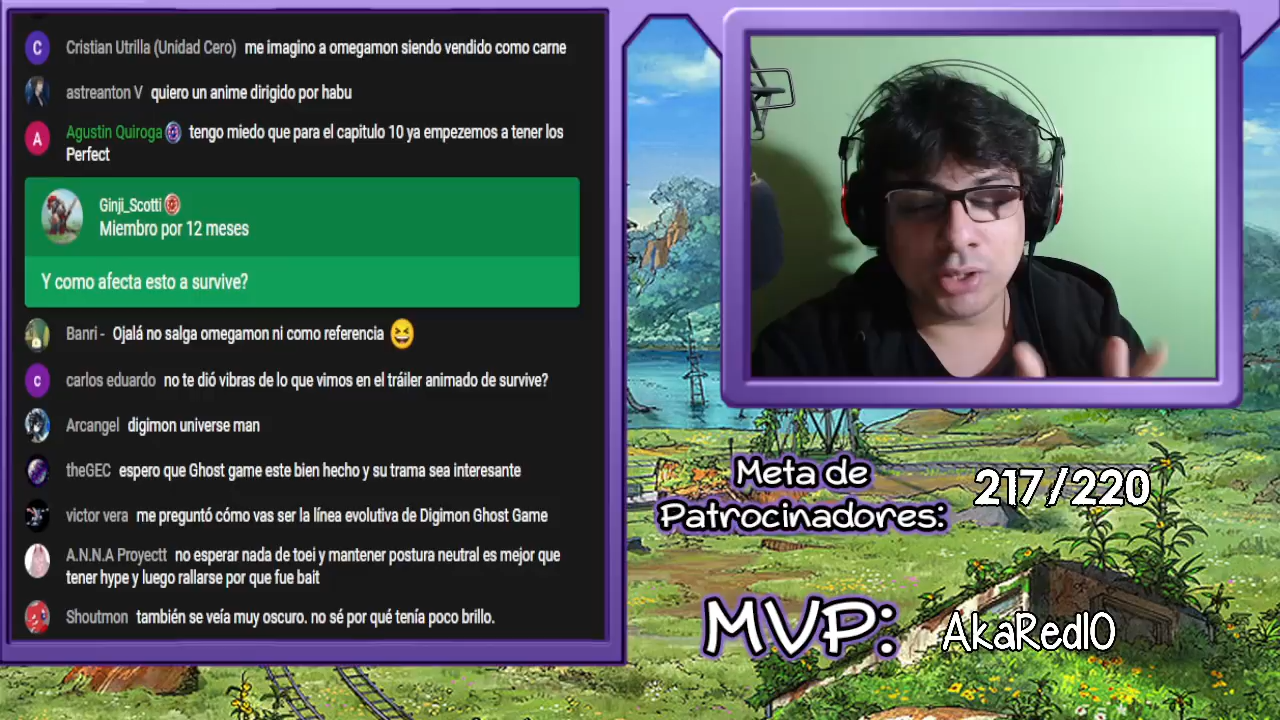 C Cristian Utrilla (Unidad Cero) me imagino a omegamon siendo vendido como carne
astreanton V quiero un anime dirigido por habu
A Agustin Quiroga tengo miedo que para el capitulo 10 ya empezemos a tener los
Perfect
Ginji_Scotti
Miembro por 12 meses
Y como afecta esto a survive?
Banri - Ojalá no salga omegamon ni como referencia
c carlos eduardo no te dió vibras de lo que vimos en el tráiler animado de survive?
Arcangel digimon universe man
theGEC espero que Ghost game este bien hecho y su trama sea interesante
victor vera me preguntó cómo vas ser la línea evolutiva de Digimon Ghost Game
A.N.N.A Proyectt no esperar nada de toei y mantener postura neutral es mejor que
tener hype y luego rallarse por que fue bait
Shoutmon también se veía muy oscuro. no sé por qué tenía poco brillo.
Meta de
Patrocinadores: 217/220
MVP: AkaRed10